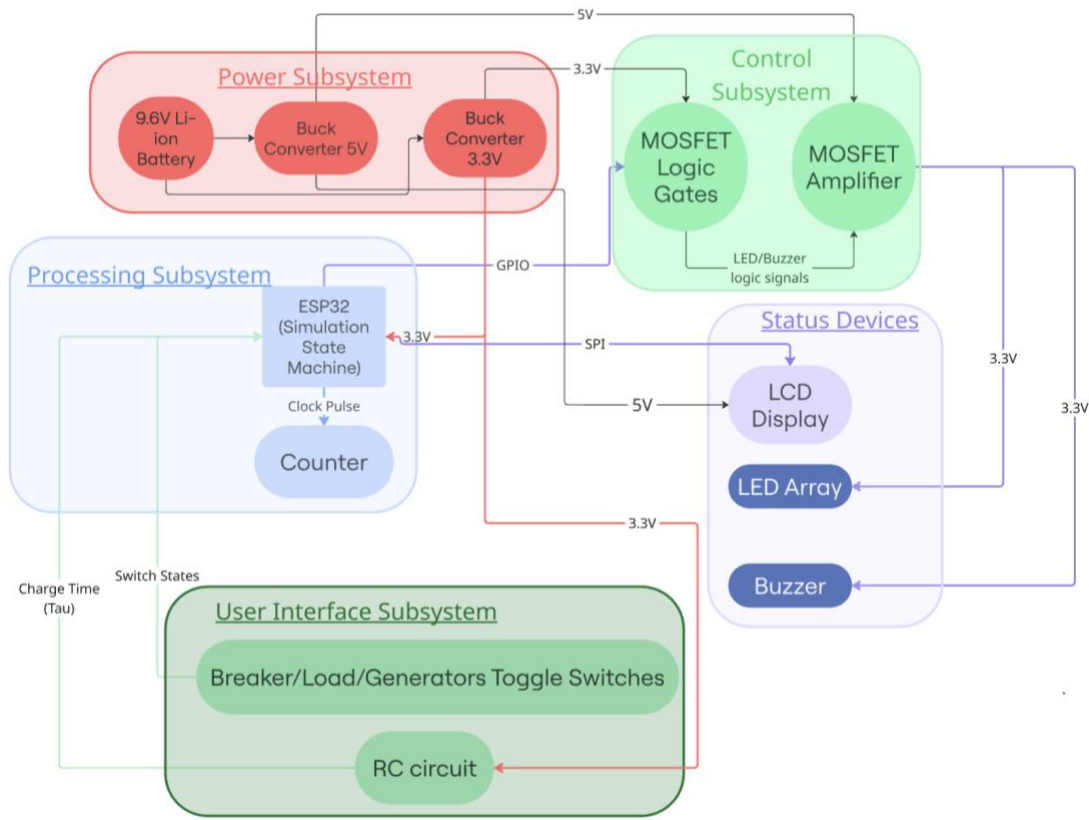 5V
Power Subsystem
3.3V
Control
Subsystem
9.6V Li-
ion
Battery
Buck
Converter 5V
Buck
Converter
3.3V
MOSFET
Logic
Gates
MOSFET
Amplifier
LED/Buzzer
logic signals
GPIO
Processing Subsystem
ESP32
(Simulation
State
Machine)
3.3V
SPI
Status Devices
Clock Pulse
Counter
5V
LCD
Display
3.3V
3.3V
LED Array
3.3V
Buzzer
Charge Time
(Tau)
Switch States
User Interface Subsystem
Breaker/Load/Generators Toggle Switches
RC circuit